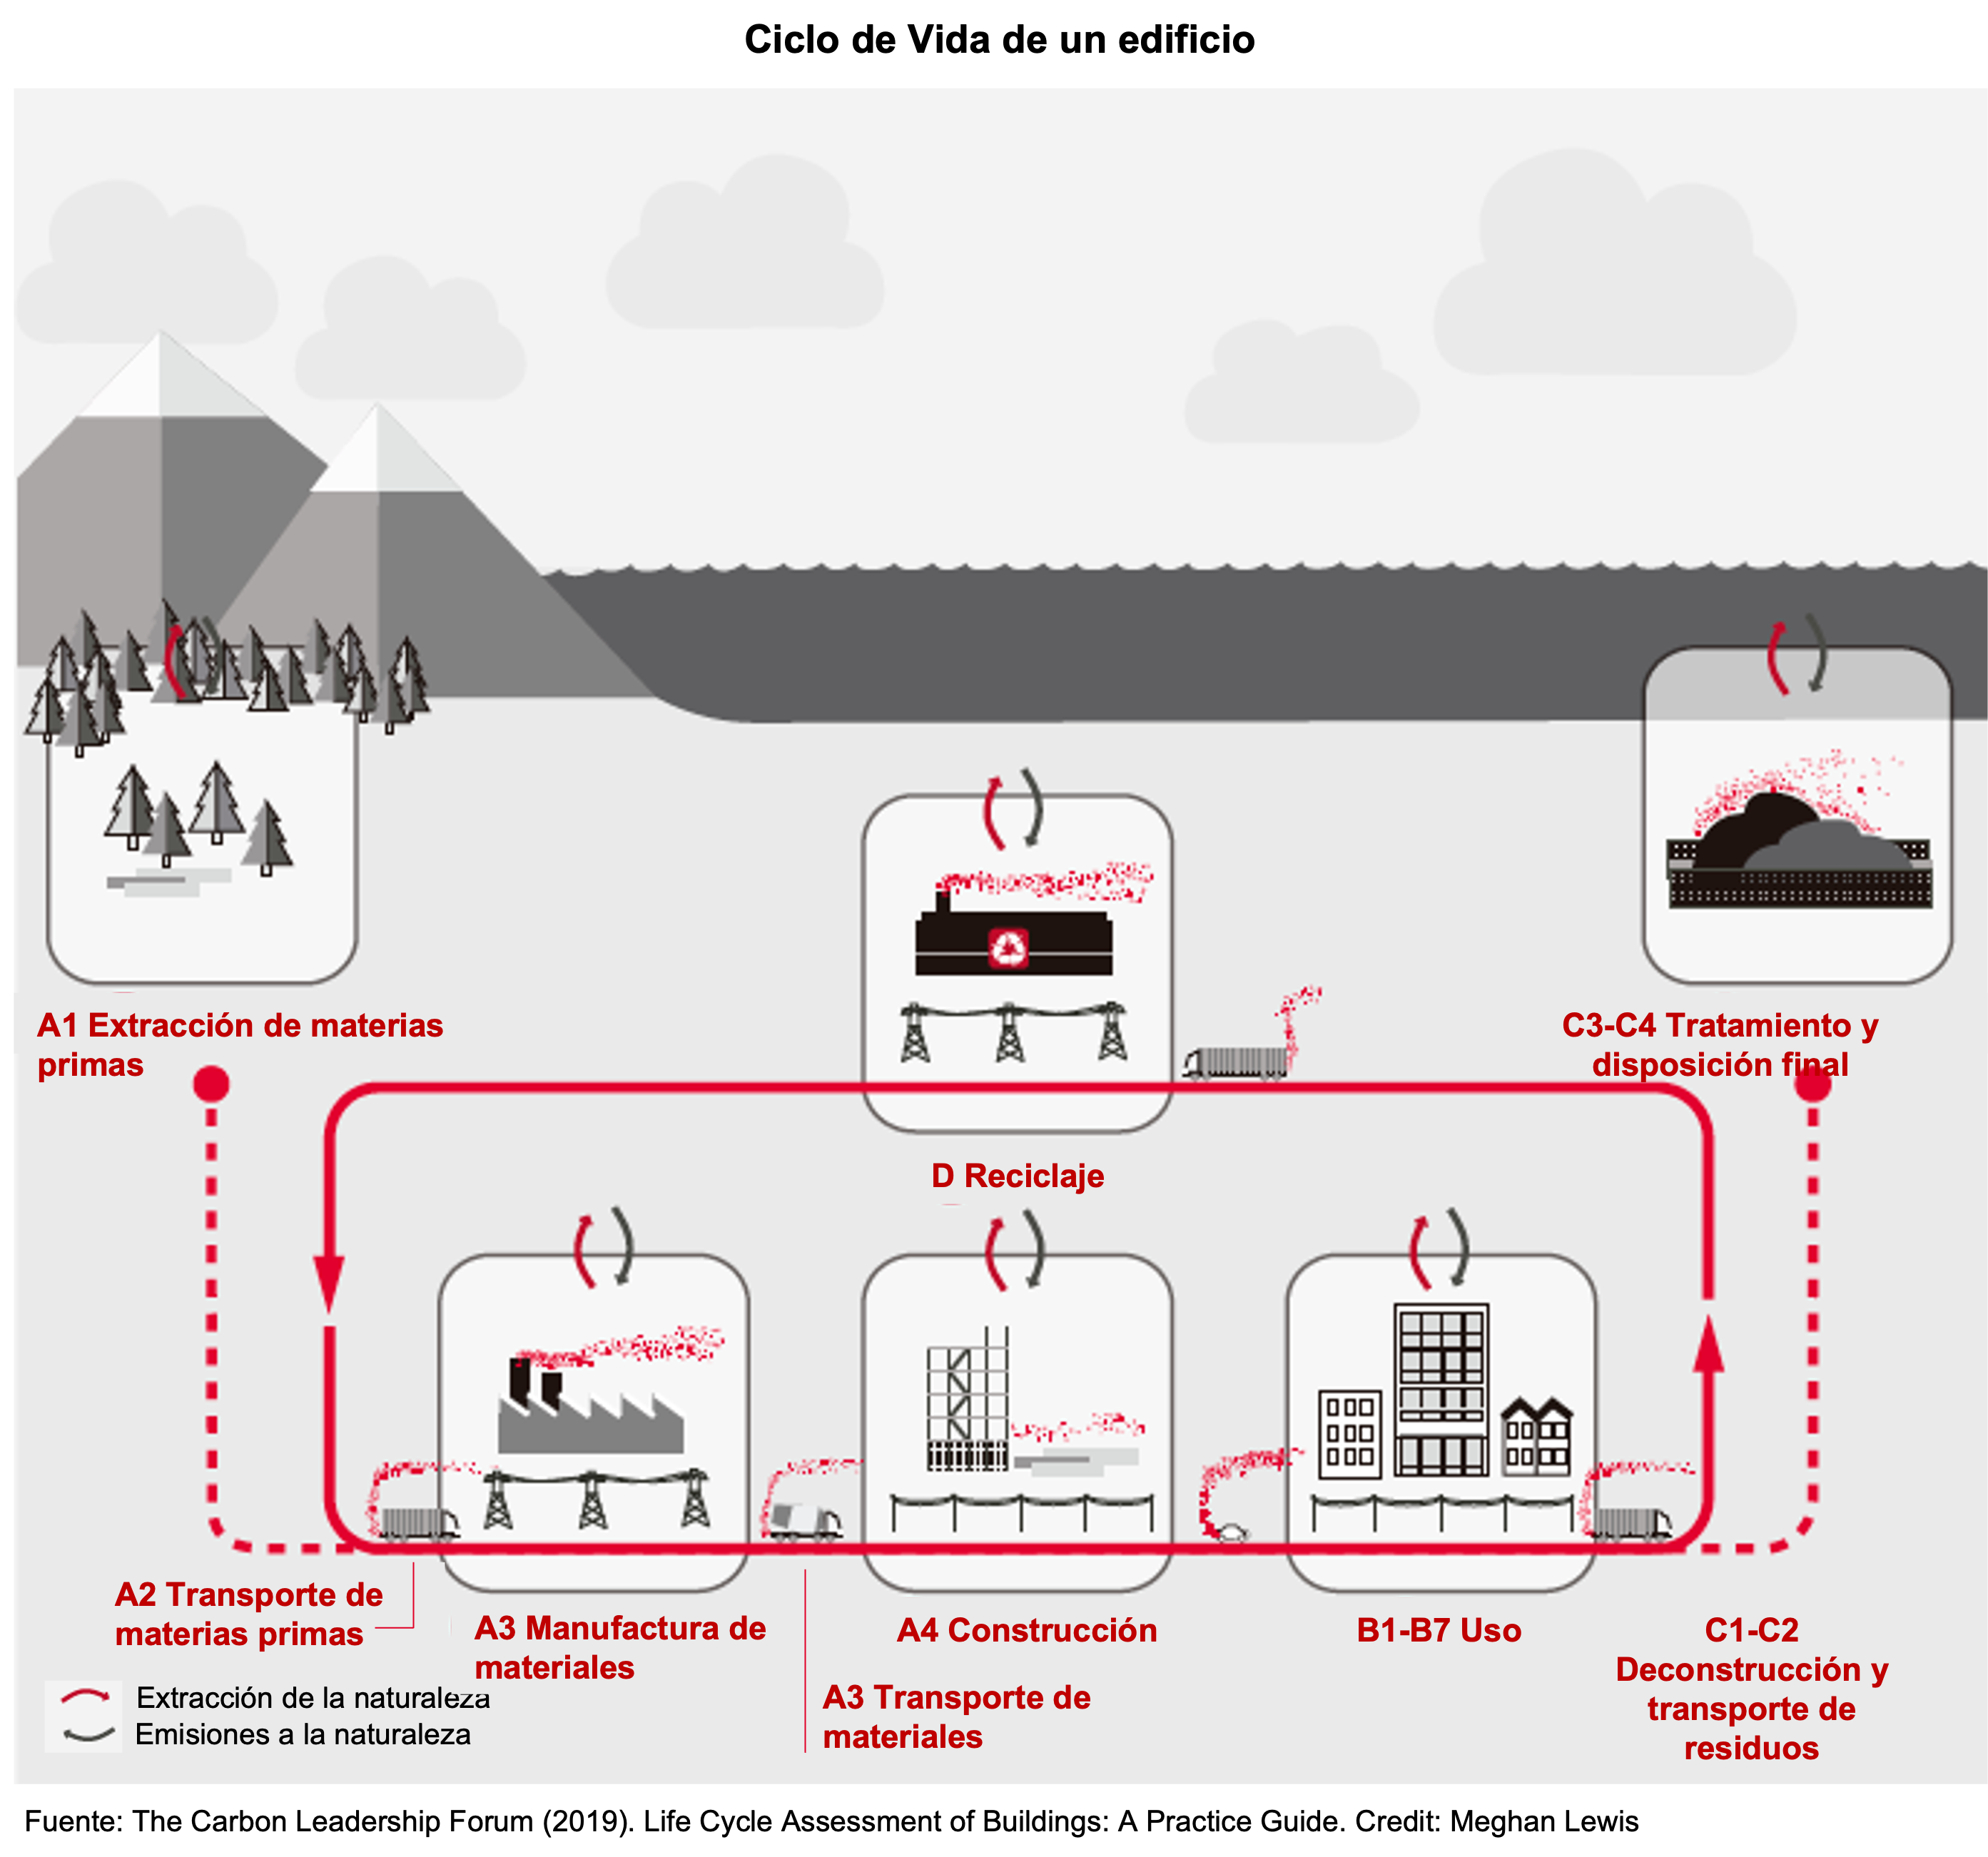 Ciclo de Vida de un edificio
A1 Extracción de materias
primas
C3-C4 Tratamiento y
disposición final
D Reciclaje
A2 Transporte de
materias primas
A3 Manufactura de
materiales
A3 Transporte de
materiales
A4 Construcción
B1-B7 Uso
C1-C2
Deconstrucción y
transporte de
residuos
Extracción de la naturaleza
Emisiones a la naturaleza
Fuente: The Carbon Leadership Forum (2019). Life Cycle Assessment of Buildings: A Practice Guide. Credit: Meghan Lewis